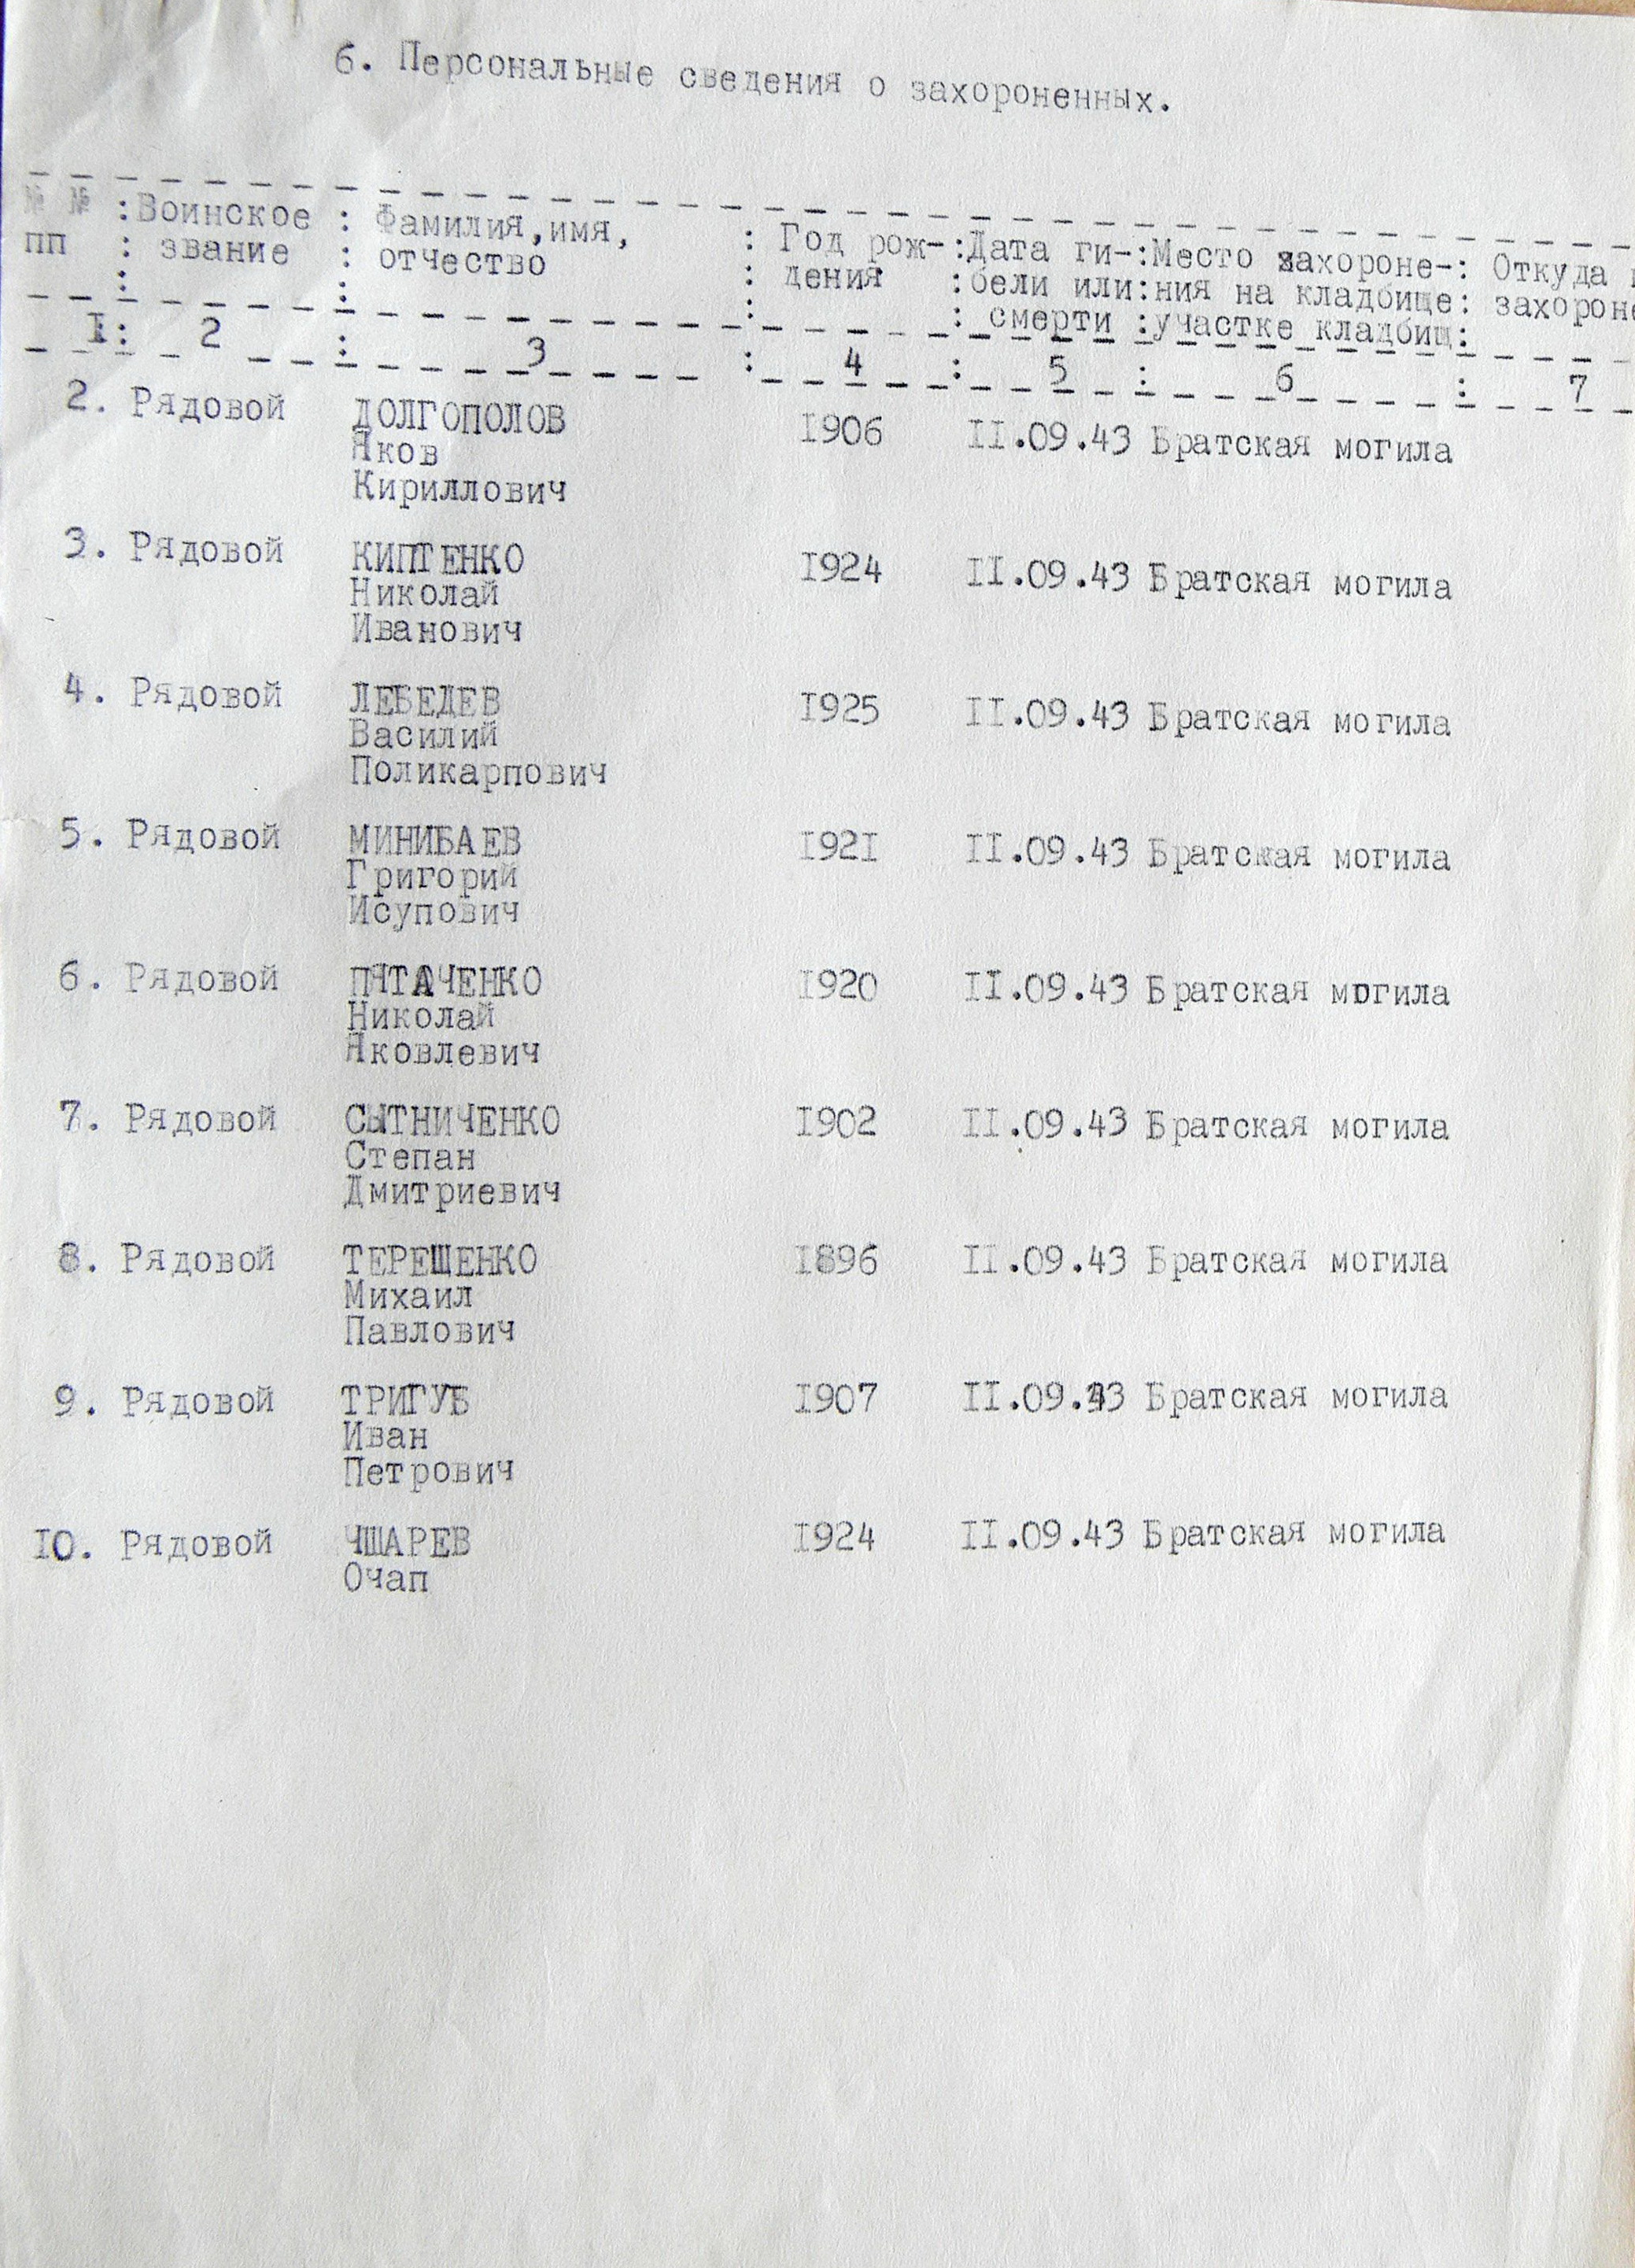 6. Персональные сведения о захороненных.
№ № :Воинское : Фамилия,имя, : Год рож-:Дата ги-:Место захороне-: Откуда
пп : звание : отчество : дения :бели или:ния на кладбище: захороне
: : : : смерти :участке кладбищ:
I: 2 : 3 : 4 : 5 : 6 : 7
2. Рядовой ДОЛГОПОЛОВ I906 II.09.43 Братская могила
Яков
Кириллович
3. Рядовой КИПТЕНКО I924 II.09.43 Братская могила
Николай
Иванович
4. Рядовой ЛЕБЕДЕВ I925 II.09.43 Братская могила
Василий
Поликарпович
5. Рядовой МИНИБАЕВ I92I II.09.43 Братская могила
Григорий
Исупович
6. Рядовой ПЯТАЧЕНКО I920 II.09.43 Братская могила
Николай
Яковлевич
7. Рядовой СЫТНИЧЕНКО I902 II.09.43 Братская могила
Степан
Дмитриевич
8. Рядовой ТЕРЕЩЕНКО I896 II.09.43 Братская могила
Михаил
Павлович
9. Рядовой ТРИГУБ I907 II.09.43 Братская могила
Иван
Петрович
I0. Рядовой ЧШАРЕВ I924 II.09.43 Братская могила
Очап